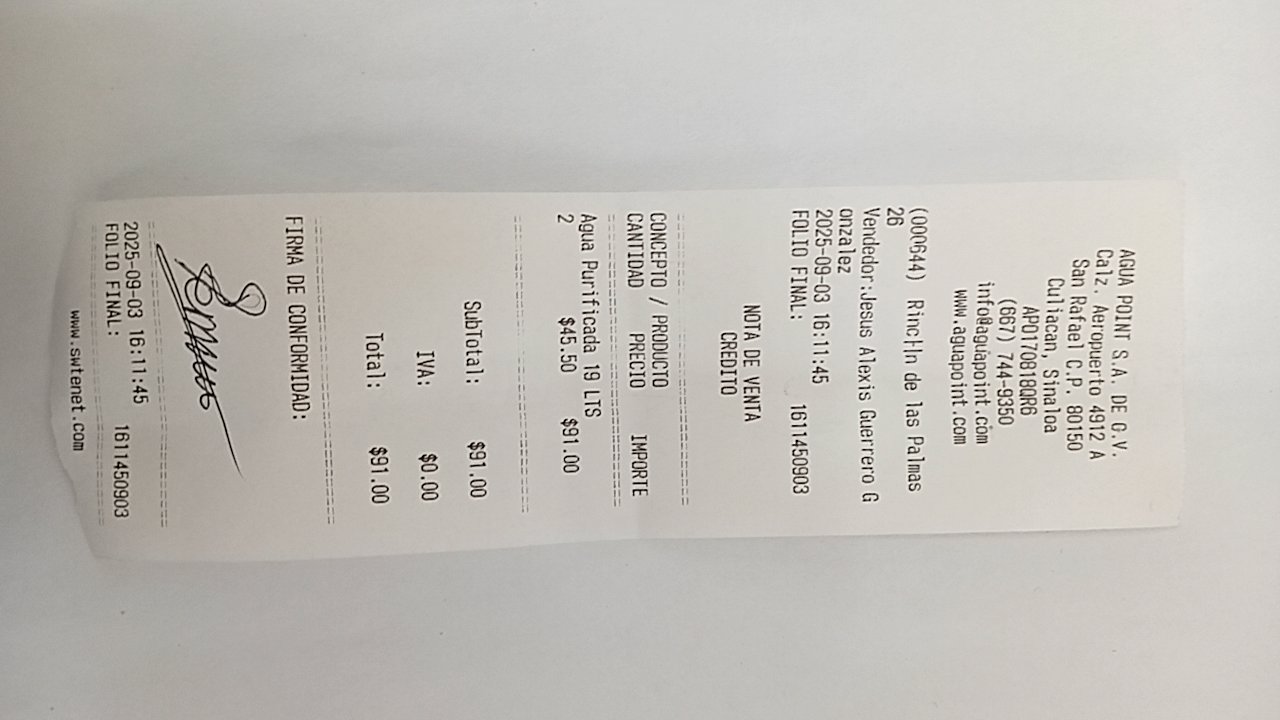 AGUA POINT S.A. DE C.V.
Calz. Aeropuerto 4912 A
San Rafael C.P. 80150
Culiacan, Sinaloa
APO170818QR6
(667) 744-9350
info@aguapoint.com
www.aguapoint.com
(000644) Rinc├│n de las Palmas
26
Vendedor:Jesus Alexis Guerrero G
onzalez
2025-09-03 16:11:45
FOLIO FINAL: 1611450903
NOTA DE VENTA
CREDITO
CONCEPTO / PRODUCTO
CANTIDAD PRECIO IMPORTE
Agua Purificada 19 LTS
2 $45.50 $91.00
SubTotal: $91.00
IVA: $0.00
Total: $91.00
FIRMA DE CONFORMIDAD:
2025-09-03 16:11:45
FOLIO FINAL: 1611450903
www.swtenet.com